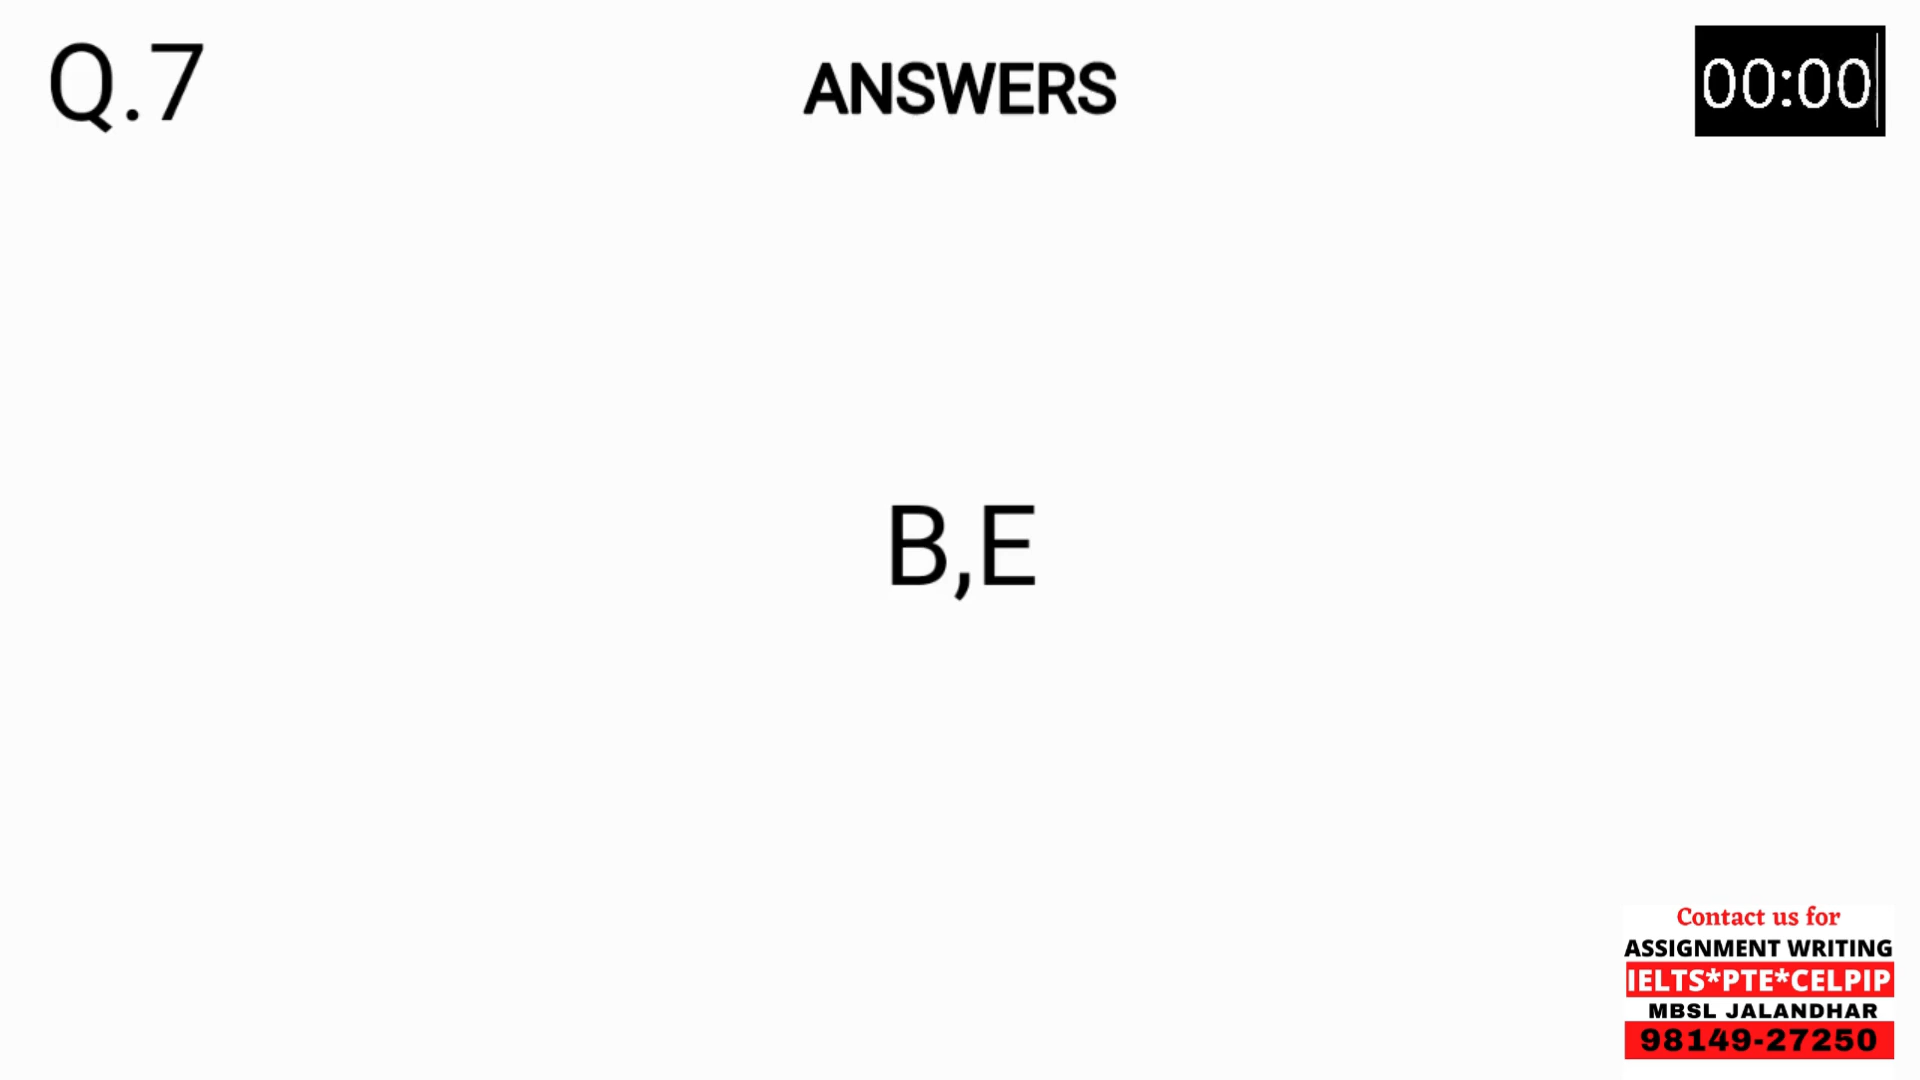 Q.7
ANSWERS
00:00
B,E
Contact us for
ASSIGNMENT WRITING
IELTS*PTE*CELPIP
MBSL JALANDHAR
98149-27250